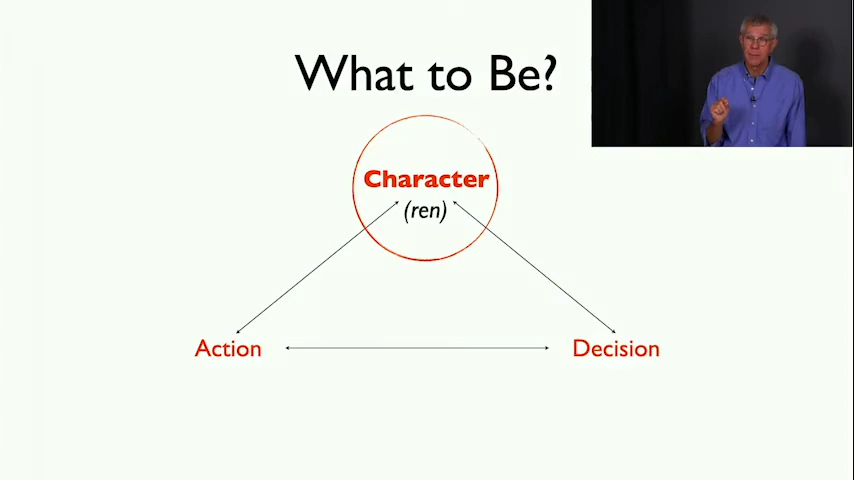 What to Be?
Character
(ren)
Action
Decision